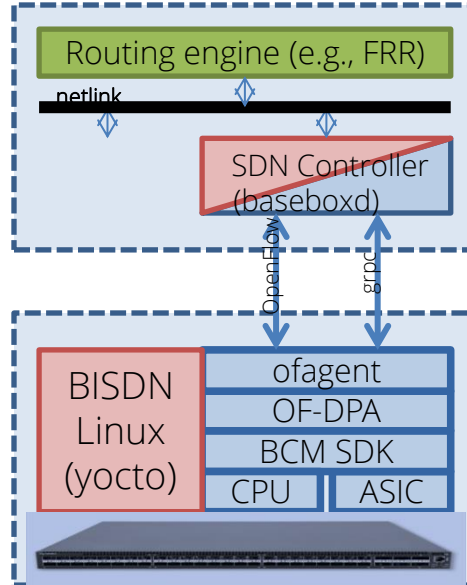 Routing engine (e.g., FRR)
netlink
SDN Controller
(baseboxd)
OpenFlow
grpc
BISDN
Linux
(yocto)
ofagent
OF-DPA
BCM SDK
CPU
ASIC